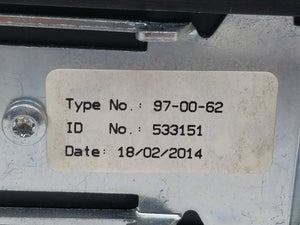 Type No.: 97-00-62
ID No.: 533151
Date: 18/02/2014